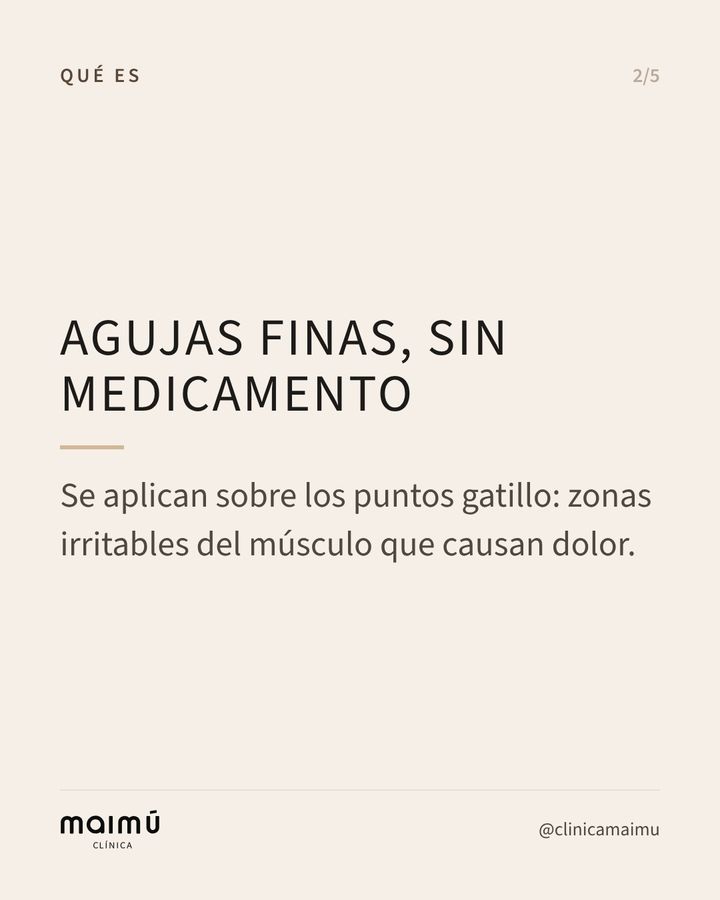 QUÉ ES
2/5
AGUJAS FINAS, SIN
MEDICAMENTO
Se aplican sobre los puntos gatillo: zonas
irritables del músculo que causan dolor.
maimú
CLÍNICA
@clinicamaimu